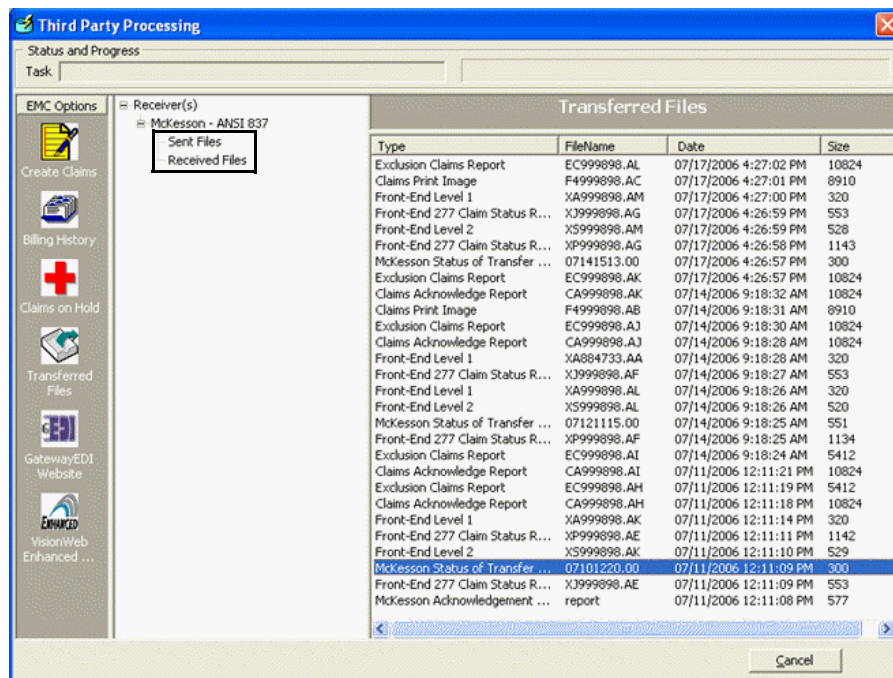 Third Party Processing
Status and Progress
Task
EMC Options
Create Claims
Billing History
Claims on Hold
Transferred
Files
GEDI
GatewayEDI
Website
ENHANCED
VisionWeb
Enhanced ...
Receiver(s)
McKesson - ANSI 837
Sent Files
Received Files
Transferred Files
Type FileName Date Size
Exclusion Claims Report EC999898.AL 07/17/2006 4:27:02 PM 10824
Claims Print Image F4999898.AC 07/17/2006 4:27:01 PM 8910
Front-End Level 1 XA999898.AM 07/17/2006 4:27:00 PM 320
Front-End 277 Claim Status R... XJ999898.AG 07/17/2006 4:26:59 PM 553
Front-End Level 2 XS999898.AM 07/17/2006 4:26:59 PM 528
Front-End 277 Claim Status R... XP999898.AG 07/17/2006 4:26:58 PM 1143
McKesson Status of Transfer ... 07141513.00 07/17/2006 4:26:57 PM 300
Exclusion Claims Report EC999898.AK 07/17/2006 4:26:57 PM 10824
Claims Acknowledge Report CA999898.AK 07/14/2006 9:18:32 AM 10824
Claims Print Image F4999898.AB 07/14/2006 9:18:31 AM 8910
Exclusion Claims Report EC999898.AJ 07/14/2006 9:18:30 AM 10824
Claims Acknowledge Report CA999898.AJ 07/14/2006 9:18:28 AM 10824
Front-End Level 1 XA884733.AA 07/14/2006 9:18:28 AM 320
Front-End 277 Claim Status R... XJ999898.AF 07/14/2006 9:18:27 AM 553
Front-End Level 1 XA999898.AL 07/14/2006 9:18:26 AM 320
Front-End Level 2 XS999898.AL 07/14/2006 9:18:26 AM 520
McKesson Status of Transfer ... 07121115.00 07/14/2006 9:18:25 AM 551
Front-End 277 Claim Status R... XP999898.AF 07/14/2006 9:18:25 AM 1134
Exclusion Claims Report EC999898.AI 07/14/2006 9:18:24 AM 5412
Claims Acknowledge Report CA999898.AI 07/11/2006 12:11:21 PM 10824
Exclusion Claims Report EC999898.AH 07/11/2006 12:11:19 PM 5412
Claims Acknowledge Report CA999898.AH 07/11/2006 12:11:18 PM 10824
Front-End Level 1 XA999898.AK 07/11/2006 12:11:14 PM 320
Front-End 277 Claim Status R... XP999898.AE 07/11/2006 12:11:11 PM 1142
Front-End Level 2 XS999898.AK 07/11/2006 12:11:10 PM 529
McKesson Status of Transfer ... 07101220.00 07/11/2006 12:11:09 PM 300
Front-End 277 Claim Status R... XJ999898.AE 07/11/2006 12:11:09 PM 553
McKesson Acknowledgement ... report 07/11/2006 12:11:08 PM 577
Cancel